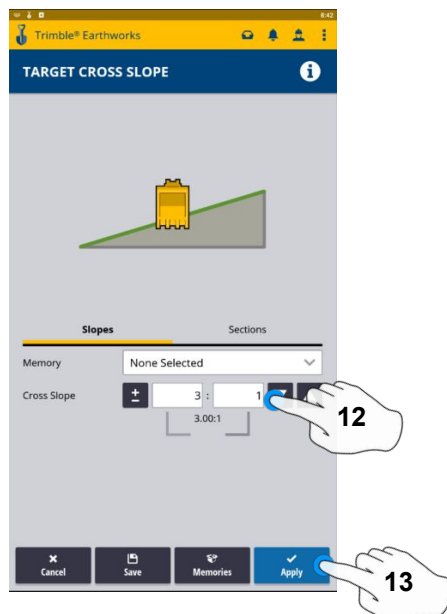 8:42
Trimble® Earthworks
TARGET CROSS SLOPE
Slopes Sections
Memory None Selected
Cross Slope 3 : 1
3.00:1
12
Cancel Save Memories Apply
13